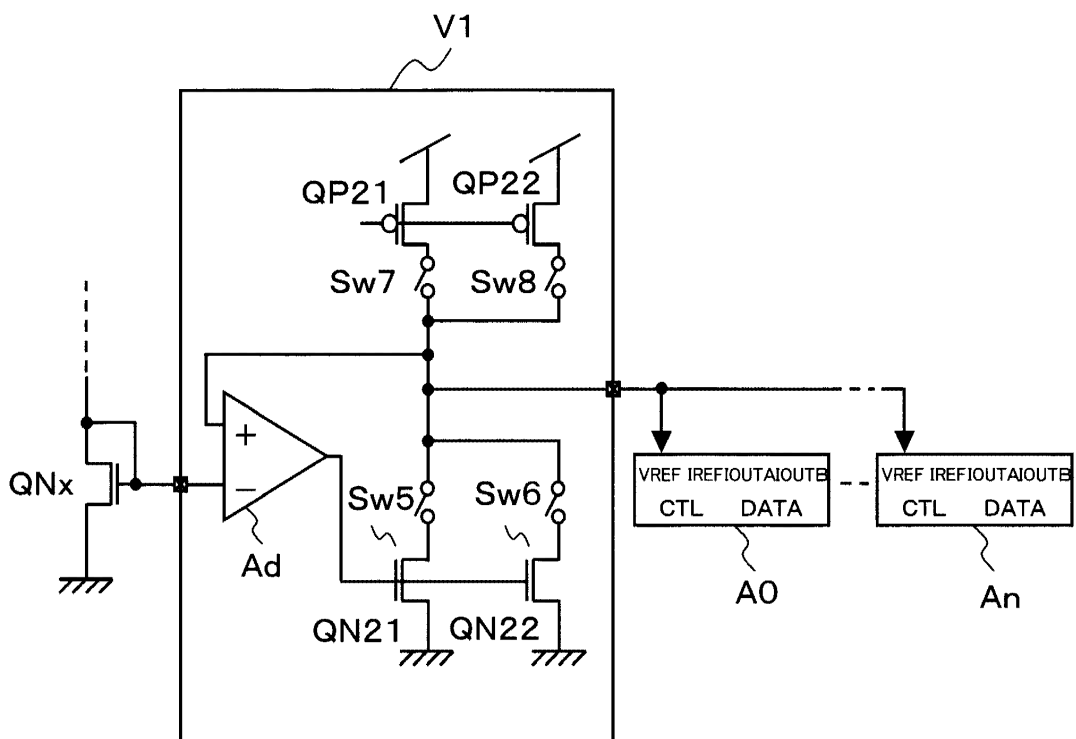 V1
QP21
QP22
Sw7
Sw8
QNx
+
−
Ad
Sw5
Sw6
QN21
QN22
VREF IREFIOUTAIOUTB
CTL DATA
A0
VREF IREFIOUTAIOUTB
CTL DATA
An